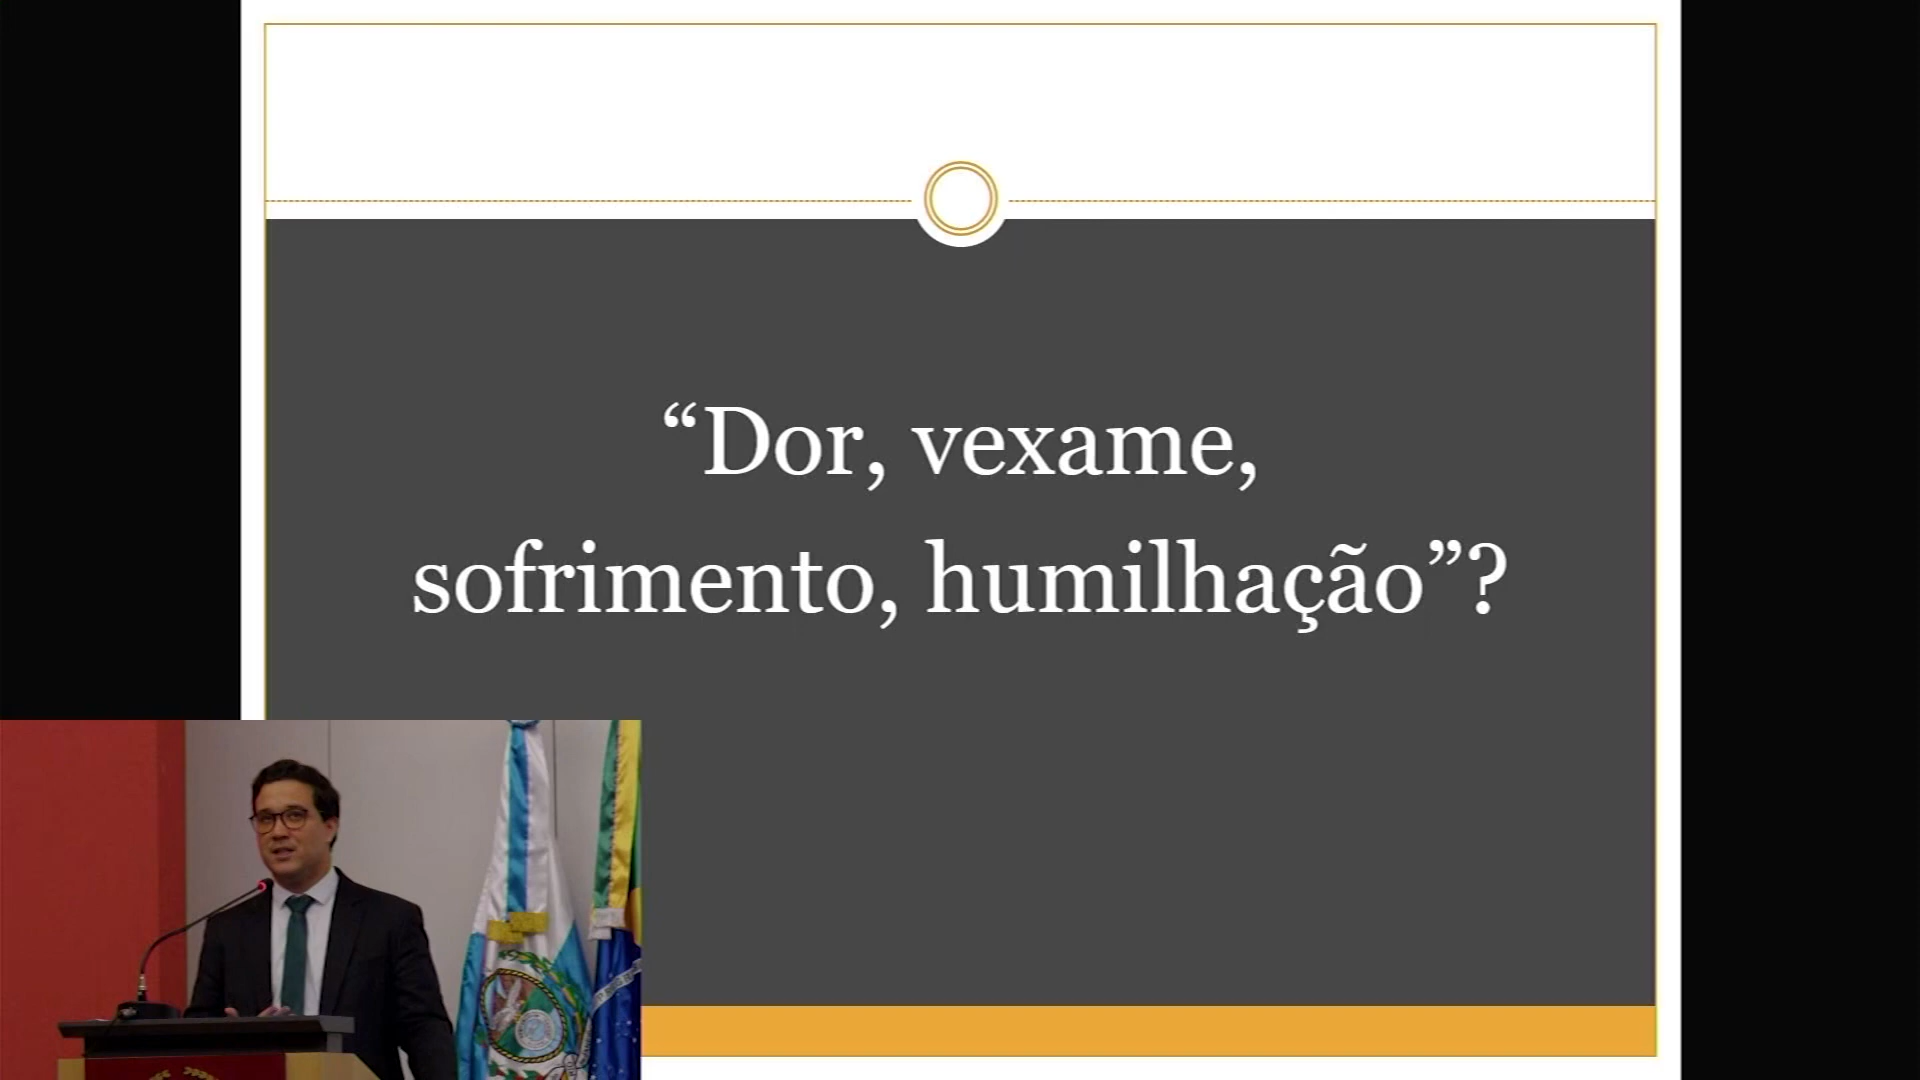 “Dor, vexame,
sofrimento, humilhação”?